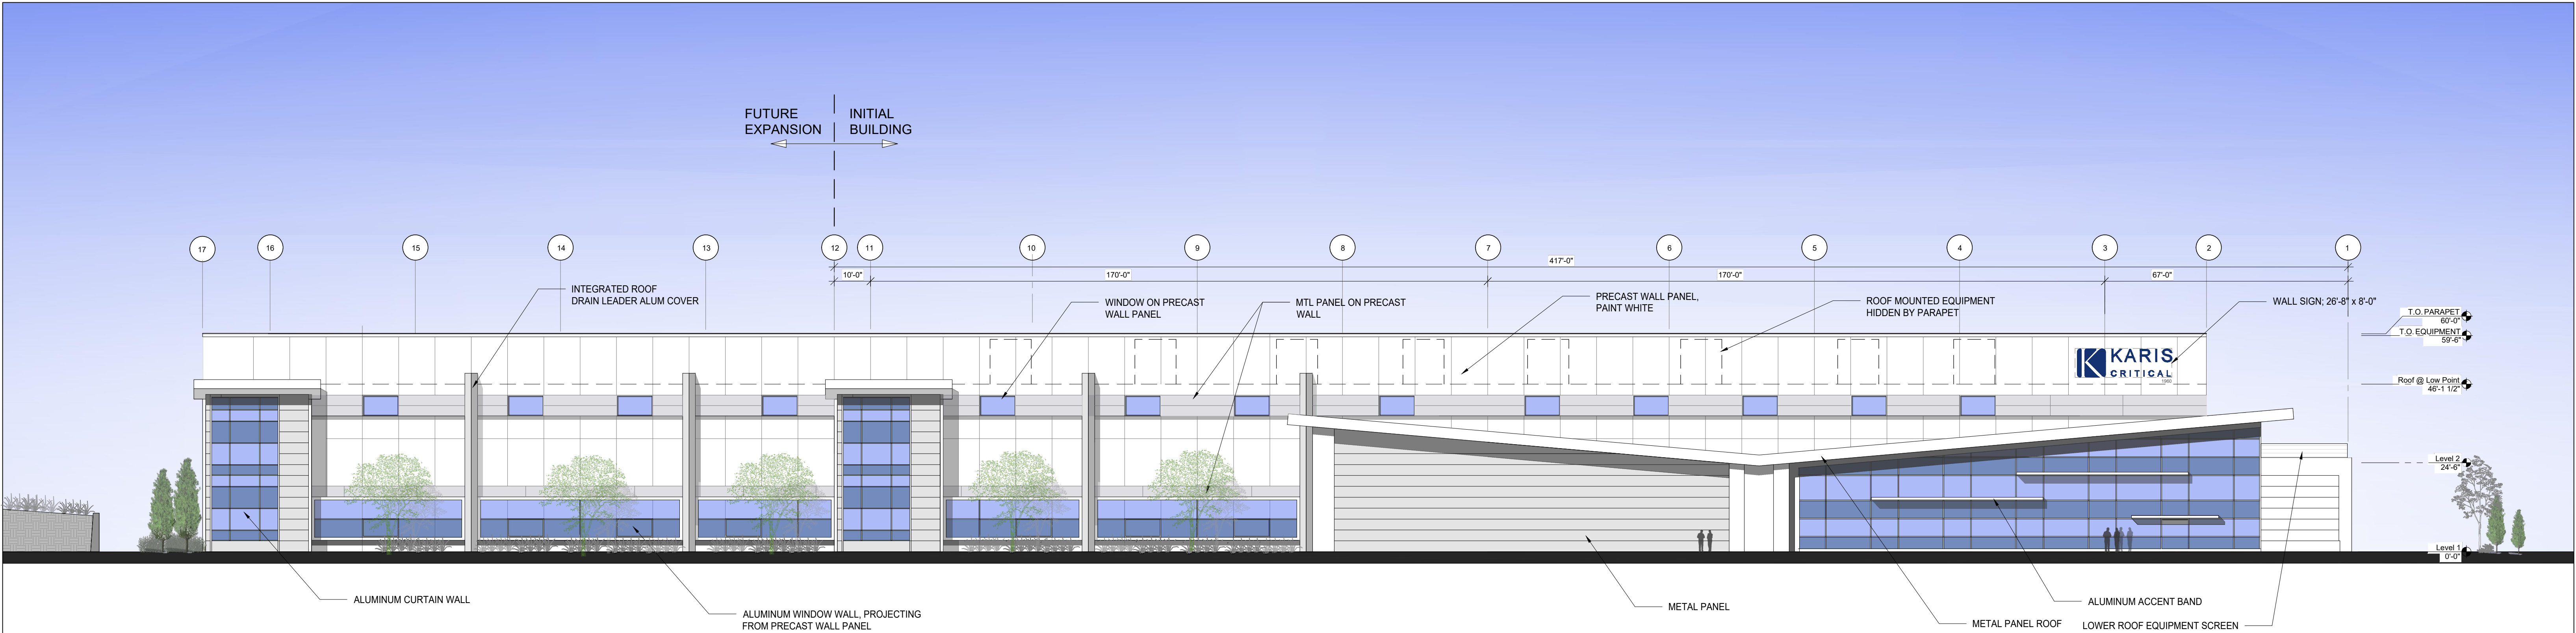 FUTURE
EXPANSION
INITIAL
BUILDING
17 16 15 14 13 12 11 10 9 8 7 6 5 4 3 2 1
417'-0"
10'-0" 170'-0" 170'-0" 67'-0"
INTEGRATED ROOF
DRAIN LEADER ALUM COVER
WINDOW ON PRECAST
WALL PANEL
MTL PANEL ON PRECAST
WALL
PRECAST WALL PANEL,
PAINT WHITE
ROOF MOUNTED EQUIPMENT
HIDDEN BY PARAPET
WALL SIGN; 26'-8" x 8'-0"
T.O. PARAPET
60'-0"
T.O. EQUIPMENT
59'-6"
KARIS
CRITICAL
1980
Roof @ Low Point
46'-1 1/2"
Level 2
24'-6"
Level 1
0'-0"
ALUMINUM CURTAIN WALL
ALUMINUM WINDOW WALL, PROJECTING
FROM PRECAST WALL PANEL
METAL PANEL
ALUMINUM ACCENT BAND
METAL PANEL ROOF
LOWER ROOF EQUIPMENT SCREEN